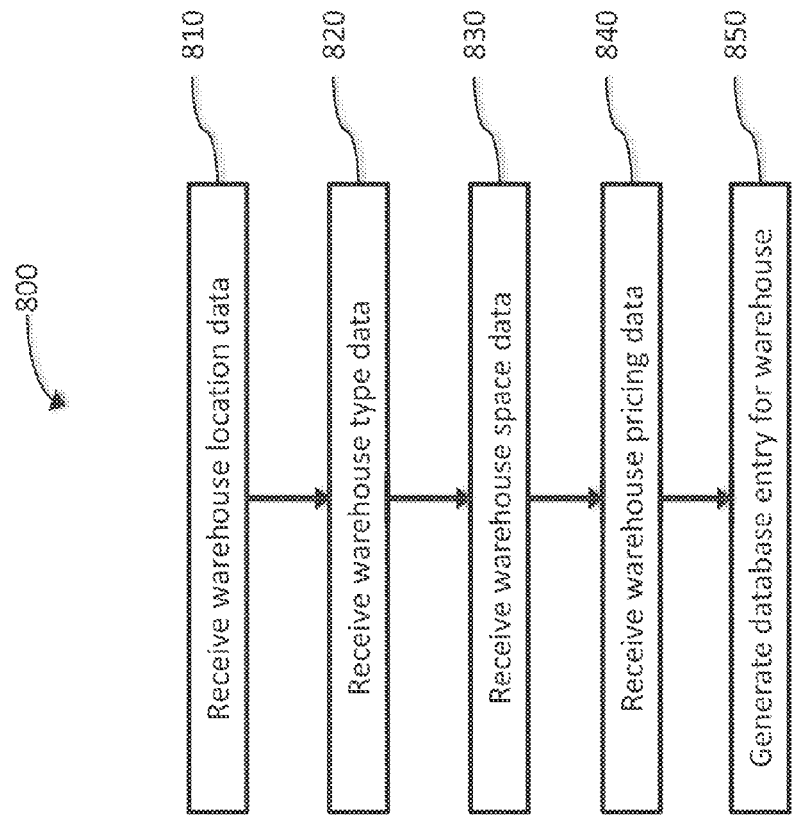 800
Receive warehouse location data
810
Receive warehouse type data
820
Receive warehouse space data
830
Receive warehouse pricing data
840
Generate database entry for warehouse
850